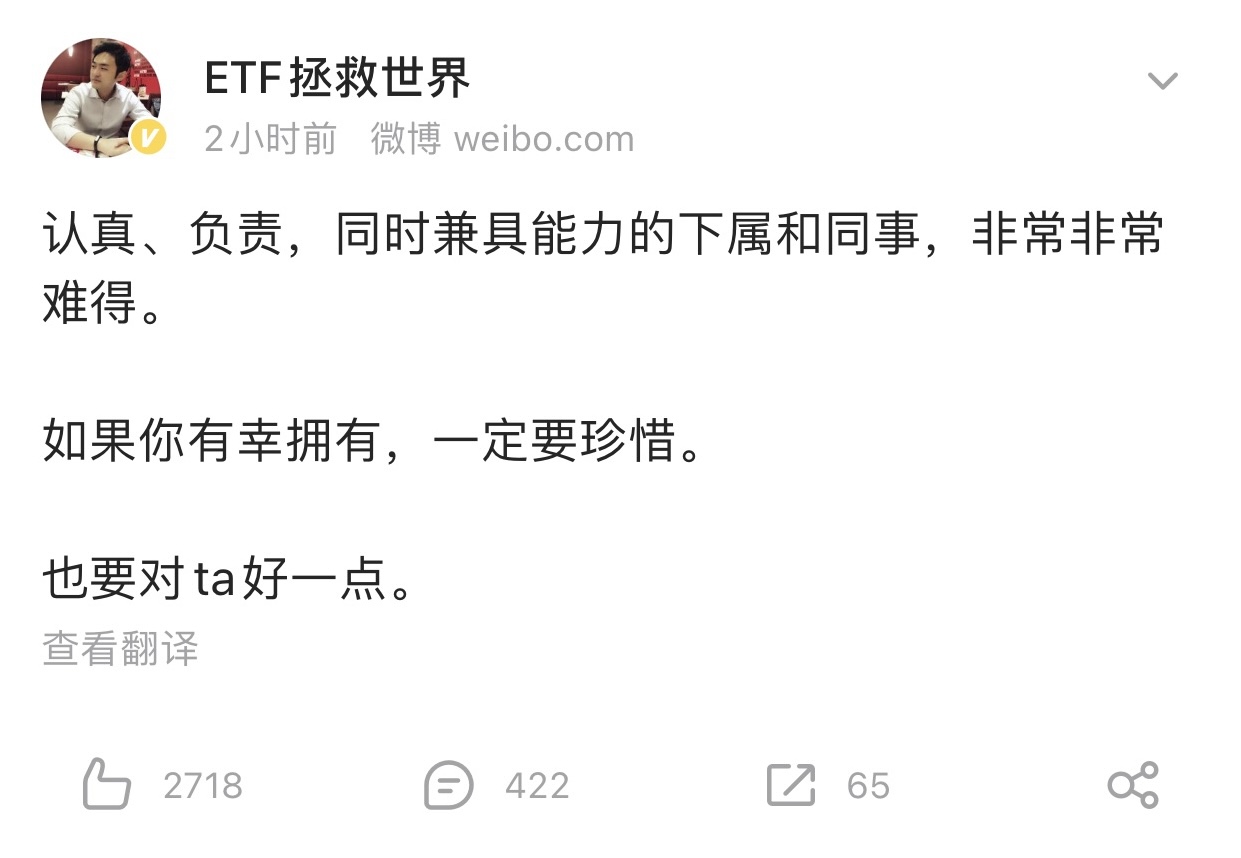 ETF拯救世界
2小时前 微博 weibo.com
认真、负责，同时兼具能力的下属和同事，非常非常
难得。
如果你有幸拥有，一定要珍惜。
也要对ta好一点。
查看翻译
2718 422 65